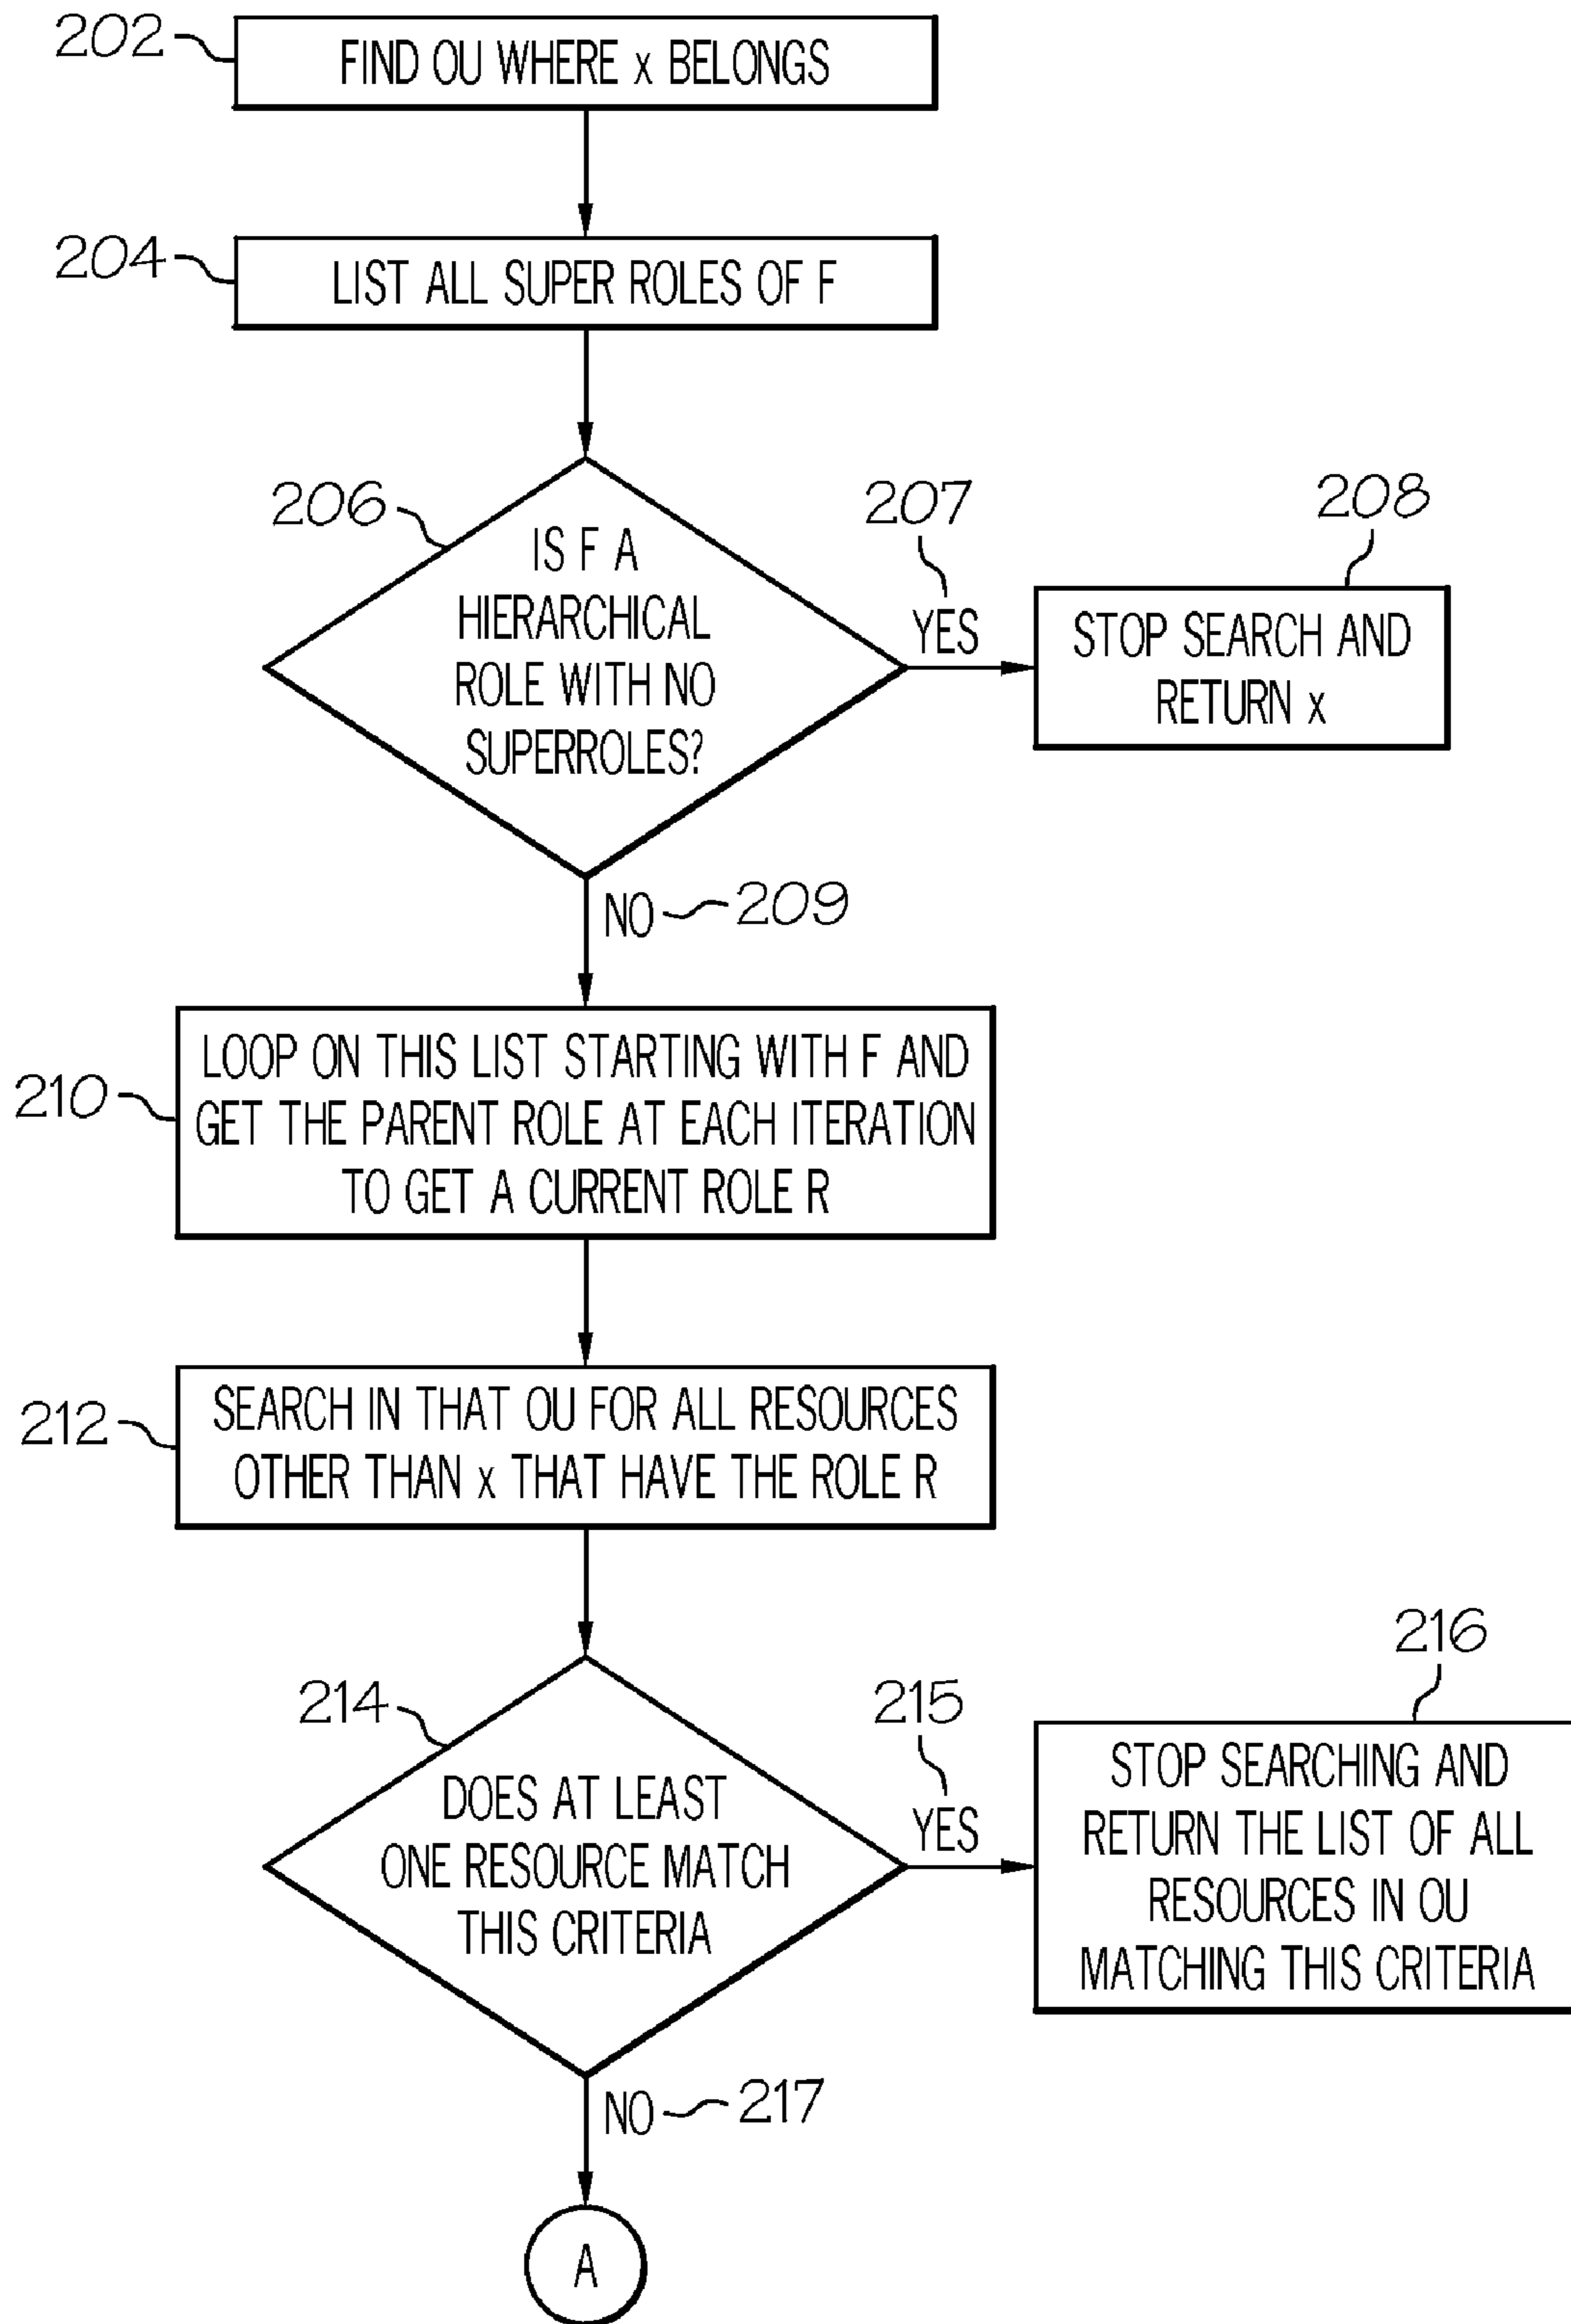 202
FIND OU WHERE x BELONGS
204
LIST ALL SUPER ROLES OF F
206
IS F A
HIERARCHICAL
ROLE WITH NO
SUPERROLES?
207
YES
208
STOP SEARCH AND
RETURN x
NO
209
210
LOOP ON THIS LIST STARTING WITH F AND
GET THE PARENT ROLE AT EACH ITERATION
TO GET A CURRENT ROLE R
212
SEARCH IN THAT OU FOR ALL RESOURCES
OTHER THAN x THAT HAVE THE ROLE R
214
DOES AT LEAST
ONE RESOURCE MATCH
THIS CRITERIA
215
YES
216
STOP SEARCHING AND
RETURN THE LIST OF ALL
RESOURCES IN OU
MATCHING THIS CRITERIA
NO
217
A